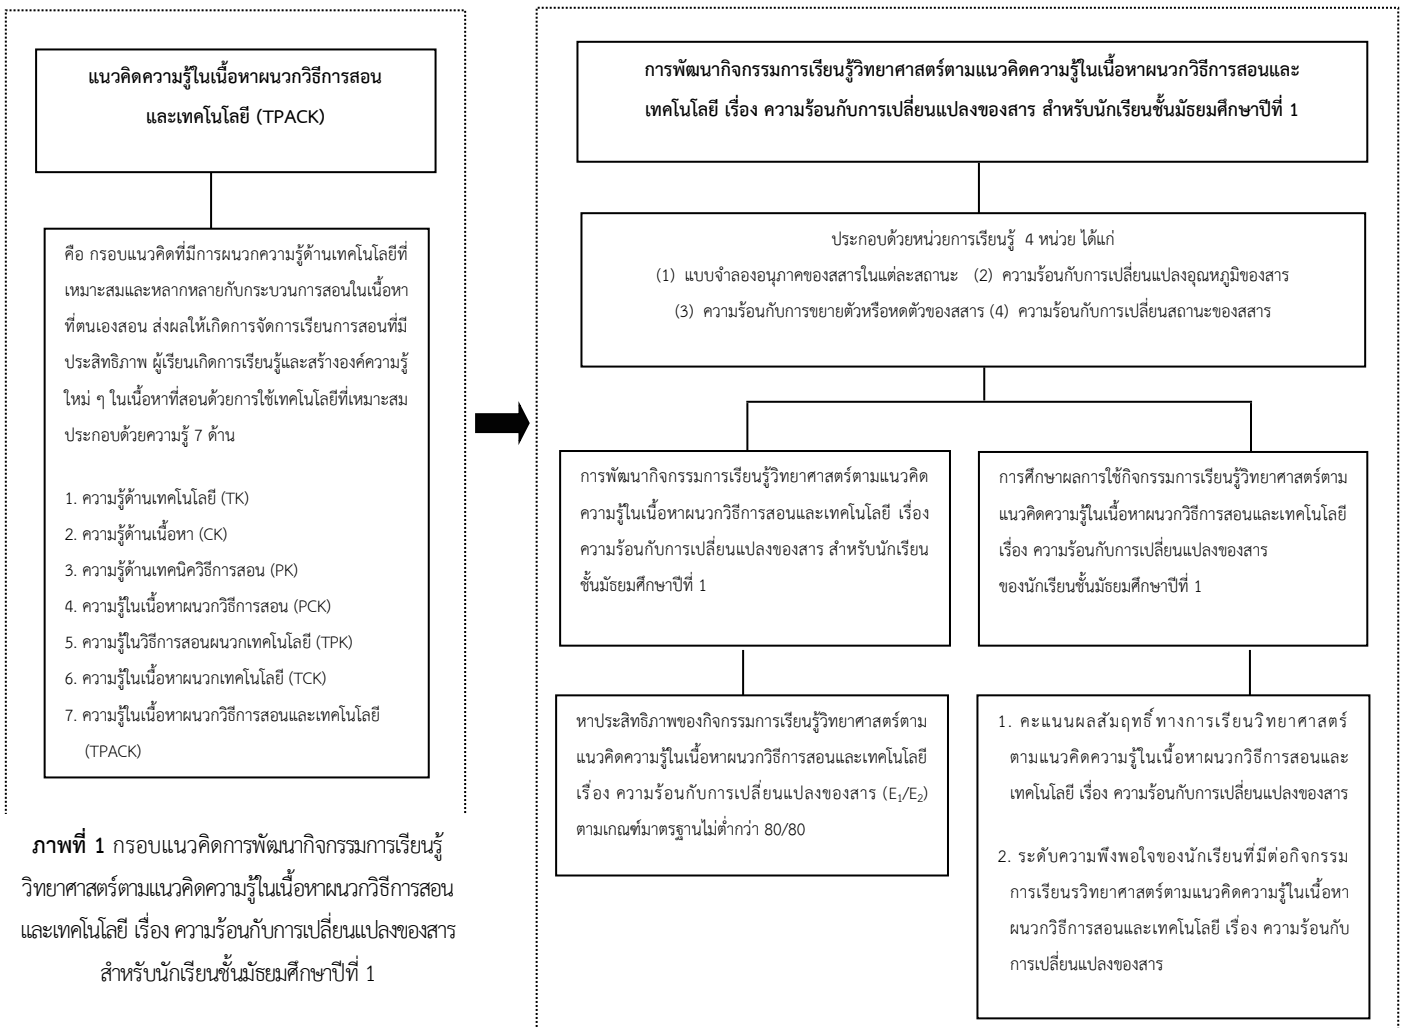 แนวคิดความรู้ในเนื้อหาผนวกวิธีการสอน
และเทคโนโลยี (TPACK)
คือ กรอบแนวคิดที่มีการผนวกความรู้ด้านเทคโนโลยีที่
เหมาะสมและหลากหลายกับกระบวนการสอนในเนื้อหา
ที่ตนเองสอน ส่งผลให้เกิดการจัดการเรียนการสอนที่มี
ประสิทธิภาพ ผู้เรียนเกิดการเรียนรู้และสร้างองค์ความรู้
ใหม่ ๆ ในเนื้อหาที่สอนด้วยการใช้เทคโนโลยีที่เหมาะสม
ประกอบด้วยความรู้ 7 ด้าน
1. ความรู้ด้านเทคโนโลยี (TK)
2. ความรู้ด้านเนื้อหา (CK)
3. ความรู้ด้านเทคนิควิธีการสอน (PK)
4. ความรู้ในเนื้อหาผนวกวิธีการสอน (PCK)
5. ความรู้ในวิธีการสอนผนวกเทคโนโลยี (TPK)
6. ความรู้ในเนื้อหาผนวกเทคโนโลยี (TCK)
7. ความรู้ในเนื้อหาผนวกวิธีการสอนและเทคโนโลยี
(TPACK)
ภาพที่ 1 กรอบแนวคิดการพัฒนากิจกรรมการเรียนรู้
วิทยาศาสตร์ตามแนวคิดความรู้ในเนื้อหาผนวกวิธีการสอน
และเทคโนโลยี เรื่อง ความร้อนกับการเปลี่ยนแปลงของสาร
สำหรับนักเรียนชั้นมัธยมศึกษาปีที่ 1
การพัฒนากิจกรรมการเรียนรู้วิทยาศาสตร์ตามแนวคิดความรู้ในเนื้อหาผนวกวิธีการสอนและ
เทคโนโลยี เรื่อง ความร้อนกับการเปลี่ยนแปลงของสาร สำหรับนักเรียนชั้นมัธยมศึกษาปีที่ 1
ประกอบด้วยหน่วยการเรียนรู้ 4 หน่วย ได้แก่
(1) แบบจำลองอนุภาคของสสารในแต่ละสถานะ (2) ความร้อนกับการเปลี่ยนแปลงอุณหภูมิของสาร
(3) ความร้อนกับการขยายตัวหรือหดตัวของสสาร (4) ความร้อนกับการเปลี่ยนสถานะของสสาร
การพัฒนากิจกรรมการเรียนรู้วิทยาศาสตร์ตามแนวคิด
ความรู้ในเนื้อหาผนวกวิธีการสอนและเทคโนโลยี เรื่อง
ความร้อนกับการเปลี่ยนแปลงของสาร สำหรับนักเรียน
ชั้นมัธยมศึกษาปีที่ 1
หาประสิทธิภาพของกิจกรรมการเรียนรู้วิทยาศาสตร์ตาม
แนวคิดความรู้ในเนื้อหาผนวกวิธีการสอนและเทคโนโลยี
เรื่อง ความร้อนกับการเปลี่ยนแปลงของสาร (E₁/E₂)
ตามเกณฑ์มาตรฐานไม่ต่ำกว่า 80/80
การศึกษาผลการใช้กิจกรรมการเรียนรู้วิทยาศาสตร์ตาม
แนวคิดความรู้ในเนื้อหาผนวกวิธีการสอนและเทคโนโลยี
เรื่อง ความร้อนกับการเปลี่ยนแปลงของสาร
ของนักเรียนชั้นมัธยมศึกษาปีที่ 1
1. คะแนนผลสัมฤทธิ์ทางการเรียนวิทยาศาสตร์
ตามแนวคิดความรู้ในเนื้อหาผนวกวิธีการสอนและ
เทคโนโลยี เรื่อง ความร้อนกับการเปลี่ยนแปลงของสาร
2. ระดับความพึงพอใจของนักเรียนที่มีต่อกิจกรรม
การเรียนรวิทยาศาสตร์ตามแนวคิดความรู้ในเนื้อหา
ผนวกวิธีการสอนและเทคโนโลยี เรื่อง ความร้อนกับ
การเปลี่ยนแปลงของสาร